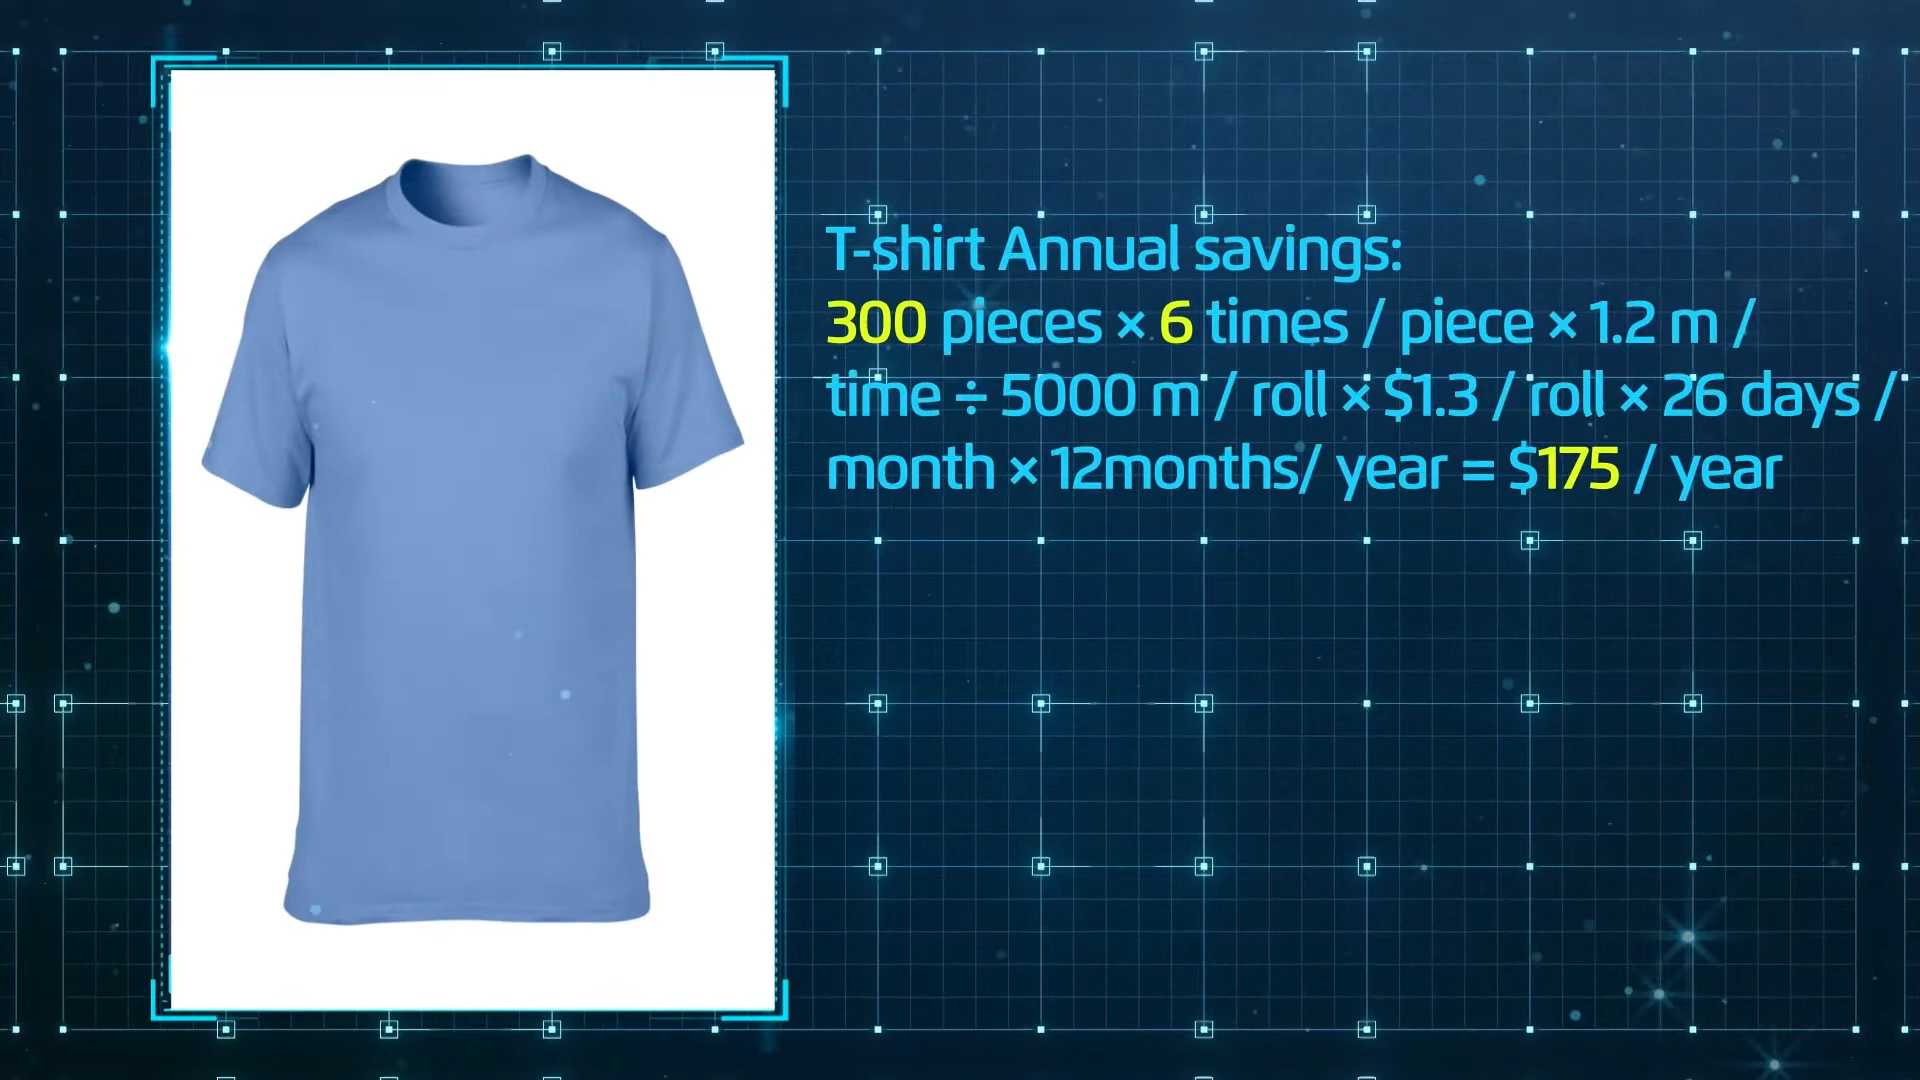 T-shirt Annual savings:
300 pieces × 6 times / piece × 1.2 m /
time ÷ 5000 m / roll × $1.3 / roll × 26 days /
month × 12months/ year = $175 / year